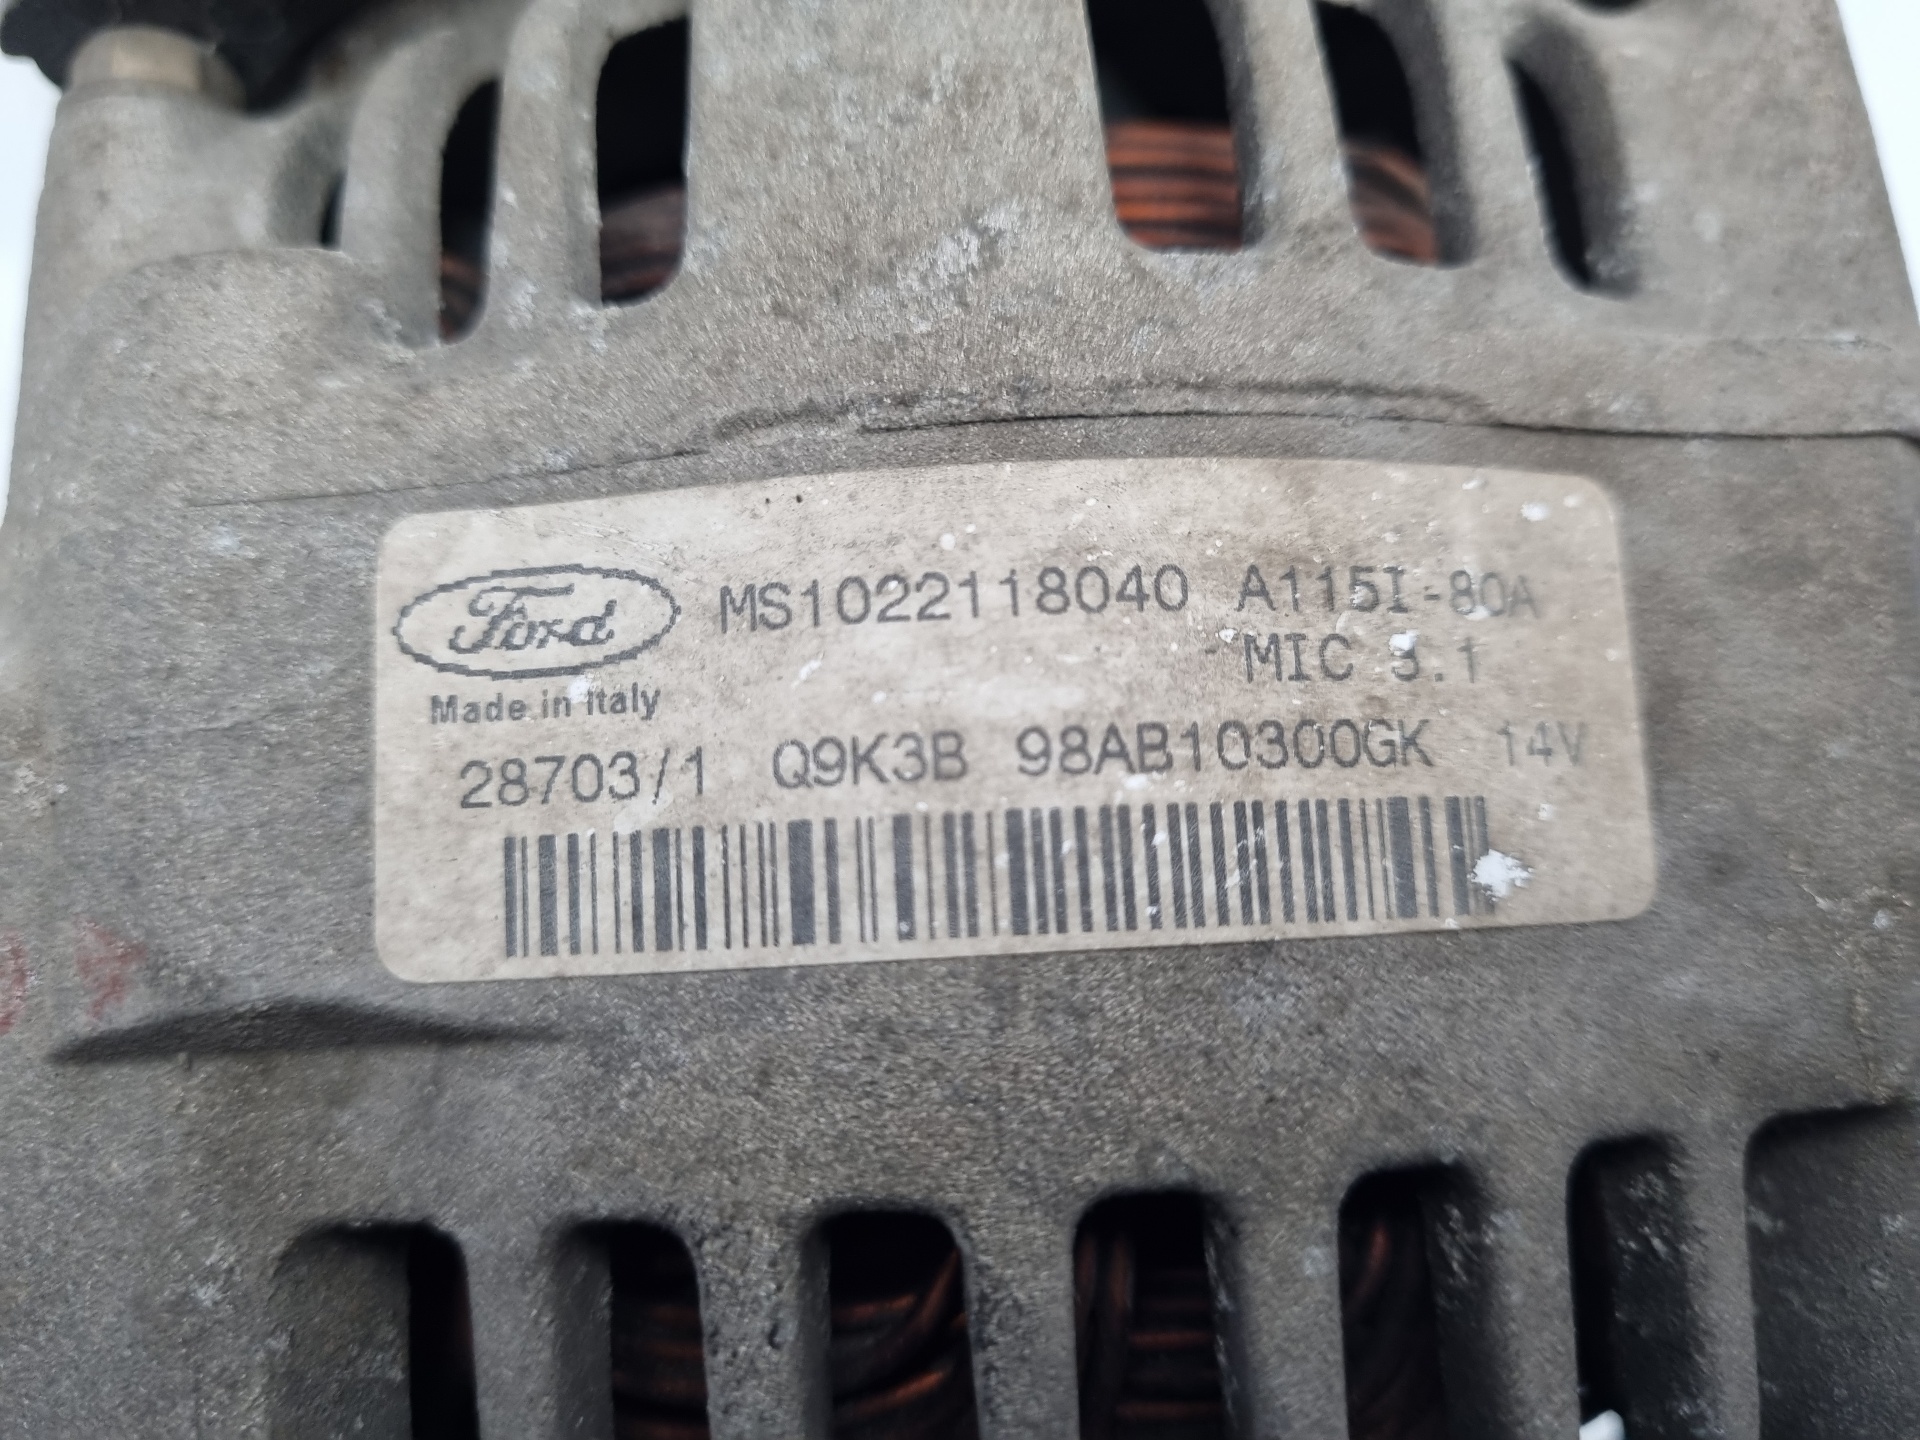 Ford MS1022118040 A115I-80A
MIC 3.1
Made in Italy
28703/1 Q9K3B 98AB10300GK 14V